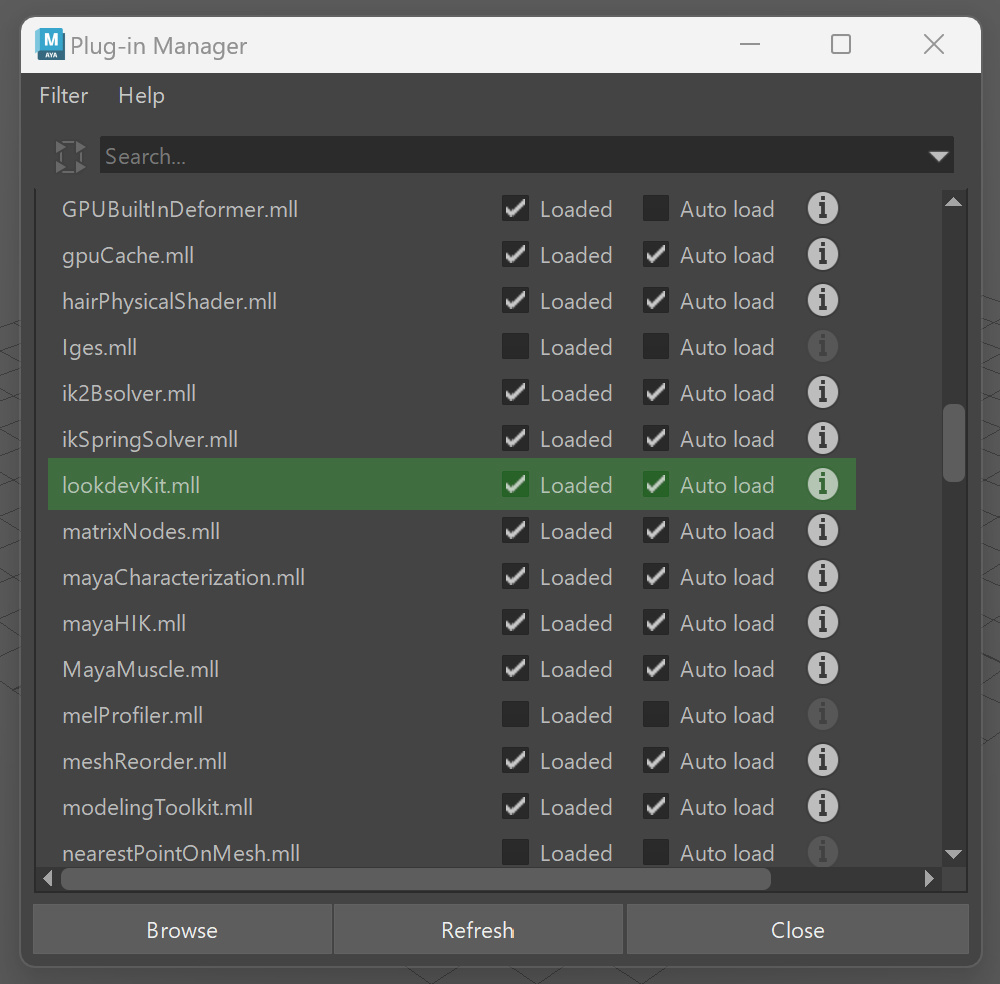 M
AYA
Plug-in Manager
Filter Help
Search...
GPUBuiltInDeformer.mll Loaded Auto load
gpuCache.mll Loaded Auto load
hairPhysicalShader.mll Loaded Auto load
Iges.mll Loaded Auto load
ik2Bsolver.mll Loaded Auto load
ikSpringSolver.mll Loaded Auto load
lookdevKit.mll Loaded Auto load
matrixNodes.mll Loaded Auto load
mayaCharacterization.mll Loaded Auto load
mayaHIK.mll Loaded Auto load
MayaMuscle.mll Loaded Auto load
melProfiler.mll Loaded Auto load
meshReorder.mll Loaded Auto load
modelingToolkit.mll Loaded Auto load
nearestPointOnMesh.mll Loaded Auto load
Browse Refresh Close